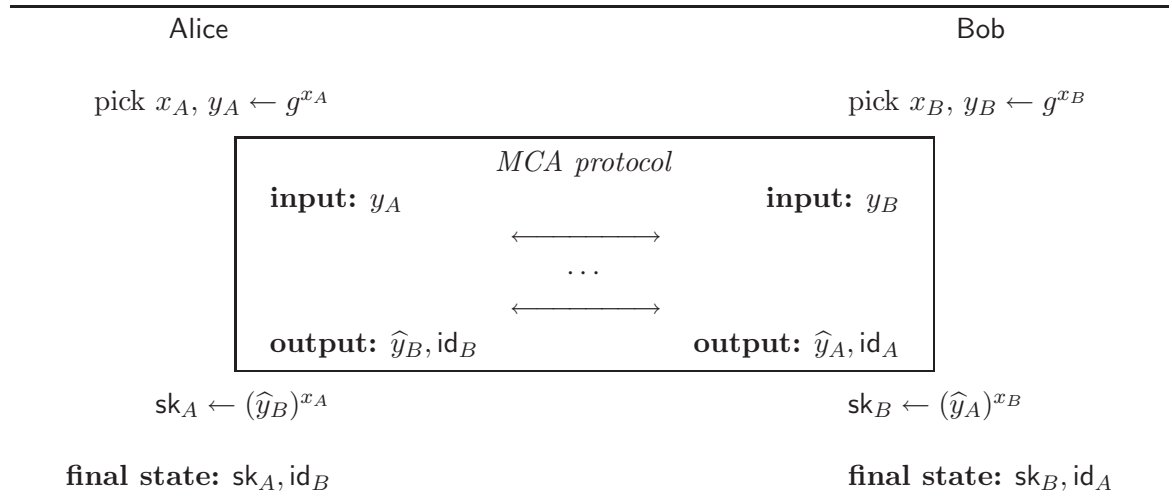 Alice Bob
pick x_A, y_A ← g^{x_A} pick x_B, y_B ← g^{x_B}
MCA protocol
input: y_A input: y_B
←→
...
←→
output: ŷ_B, id_B output: ŷ_A, id_A
sk_A ← (ŷ_B)^{x_A} sk_B ← (ŷ_A)^{x_B}
final state: sk_A, id_B final state: sk_B, id_A